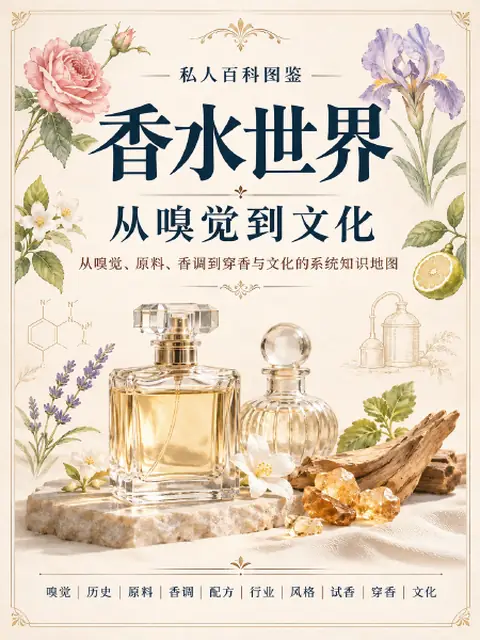 私人百科图鉴
香水世界
从嗅觉到文化
从嗅觉、原料、香调到穿香与文化的系统知识地图
嗅觉 | 历史 | 原料 | 香调 | 配方 | 行业 | 风格 | 试香 | 穿香 | 文化